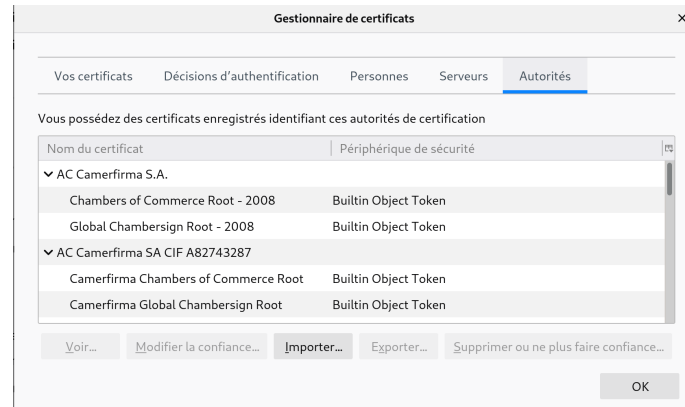 Gestionnaire de certificats
Vos certificats Décisions d'authentification Personnes Serveurs Autorités
Vous possédez des certificats enregistrés identifiant ces autorités de certification
Nom du certificat Périphérique de sécurité
AC Camerfirma S.A.
Chambers of Commerce Root - 2008 Builtin Object Token
Global Chambersign Root - 2008 Builtin Object Token
AC Camerfirma SA CIF A82743287
Camerfirma Chambers of Commerce Root Builtin Object Token
Camerfirma Global Chambersign Root Builtin Object Token
Voir... Modifier la confiance... Importer... Exporter... Supprimer ou ne plus faire confiance...
OK